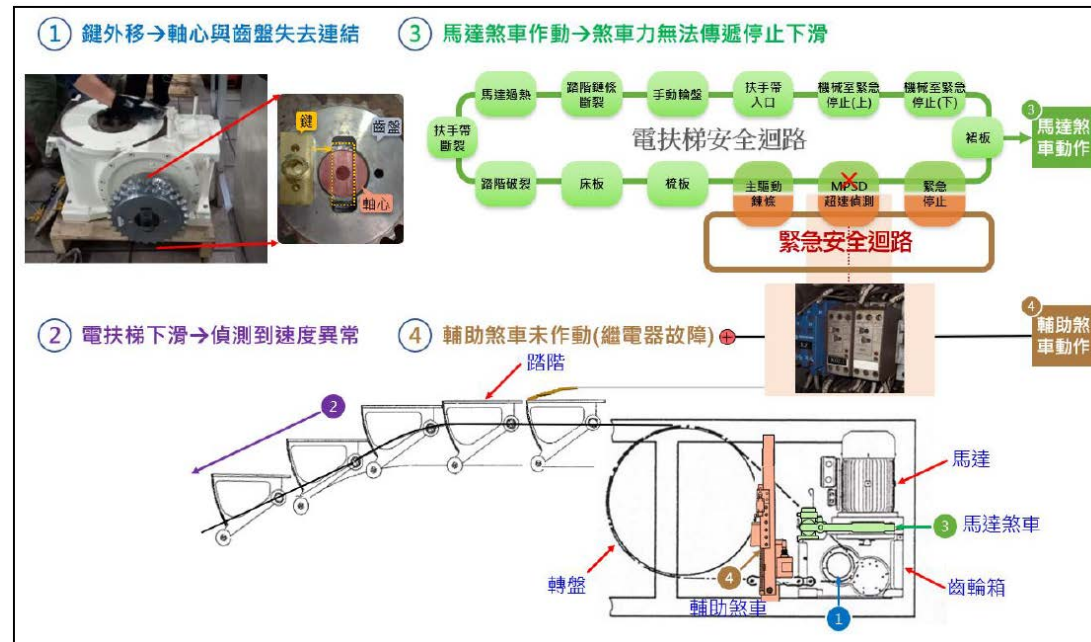 ① 鍵外移→軸心與齒盤失去連結
③ 馬達煞車作動→煞車力無法傳遞停止下滑
鍵
齒盤
軸心
馬達過熱
踏階鏈條
斷裂
手動輪盤
扶手帶
入口
機械室緊急
停止(上)
機械室緊急
停止(下)
扶手帶
斷裂
電扶梯安全迴路
裙板
3
馬達煞
車動作
踏階破裂
床板
梳板
主驅動
鍊條
MPSD
超速偵測
緊急
停止
緊急安全迴路
② 電扶梯下滑→偵測到速度異常
④ 輔助煞車未作動(繼電器故障)
4
輔助煞
車動作
踏階
2
馬達
3 馬達煞車
轉盤
4
輔助煞車
1
齒輪箱